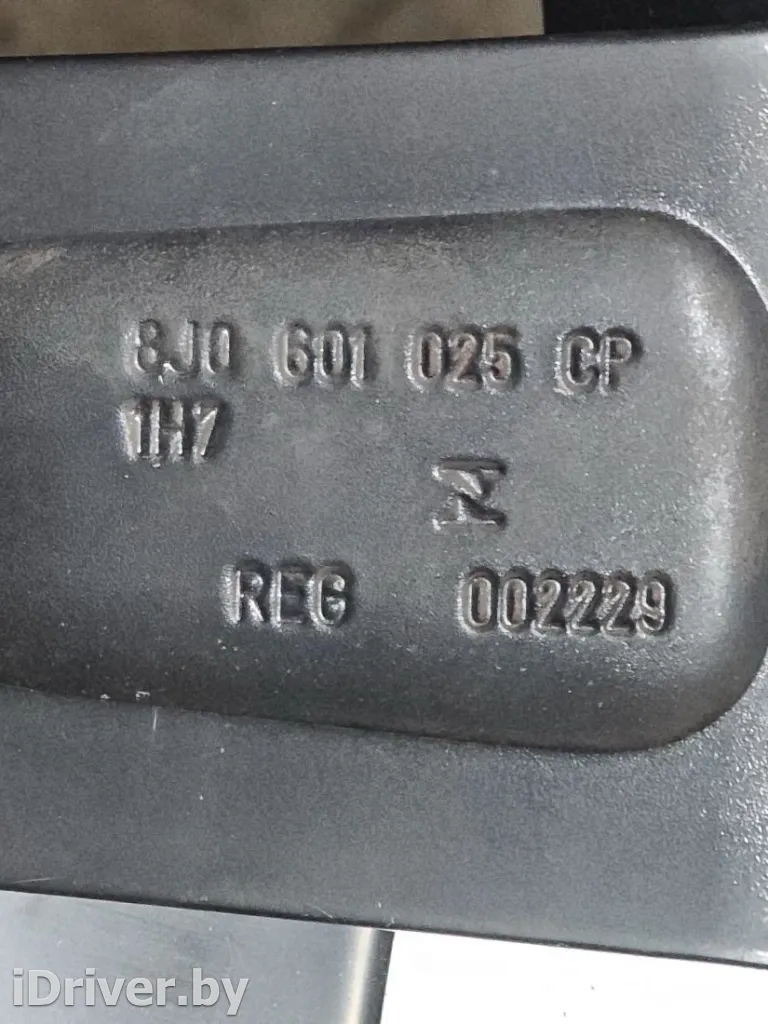 8J0 601 025 CP
1H7
REG 002229
iDriver.by